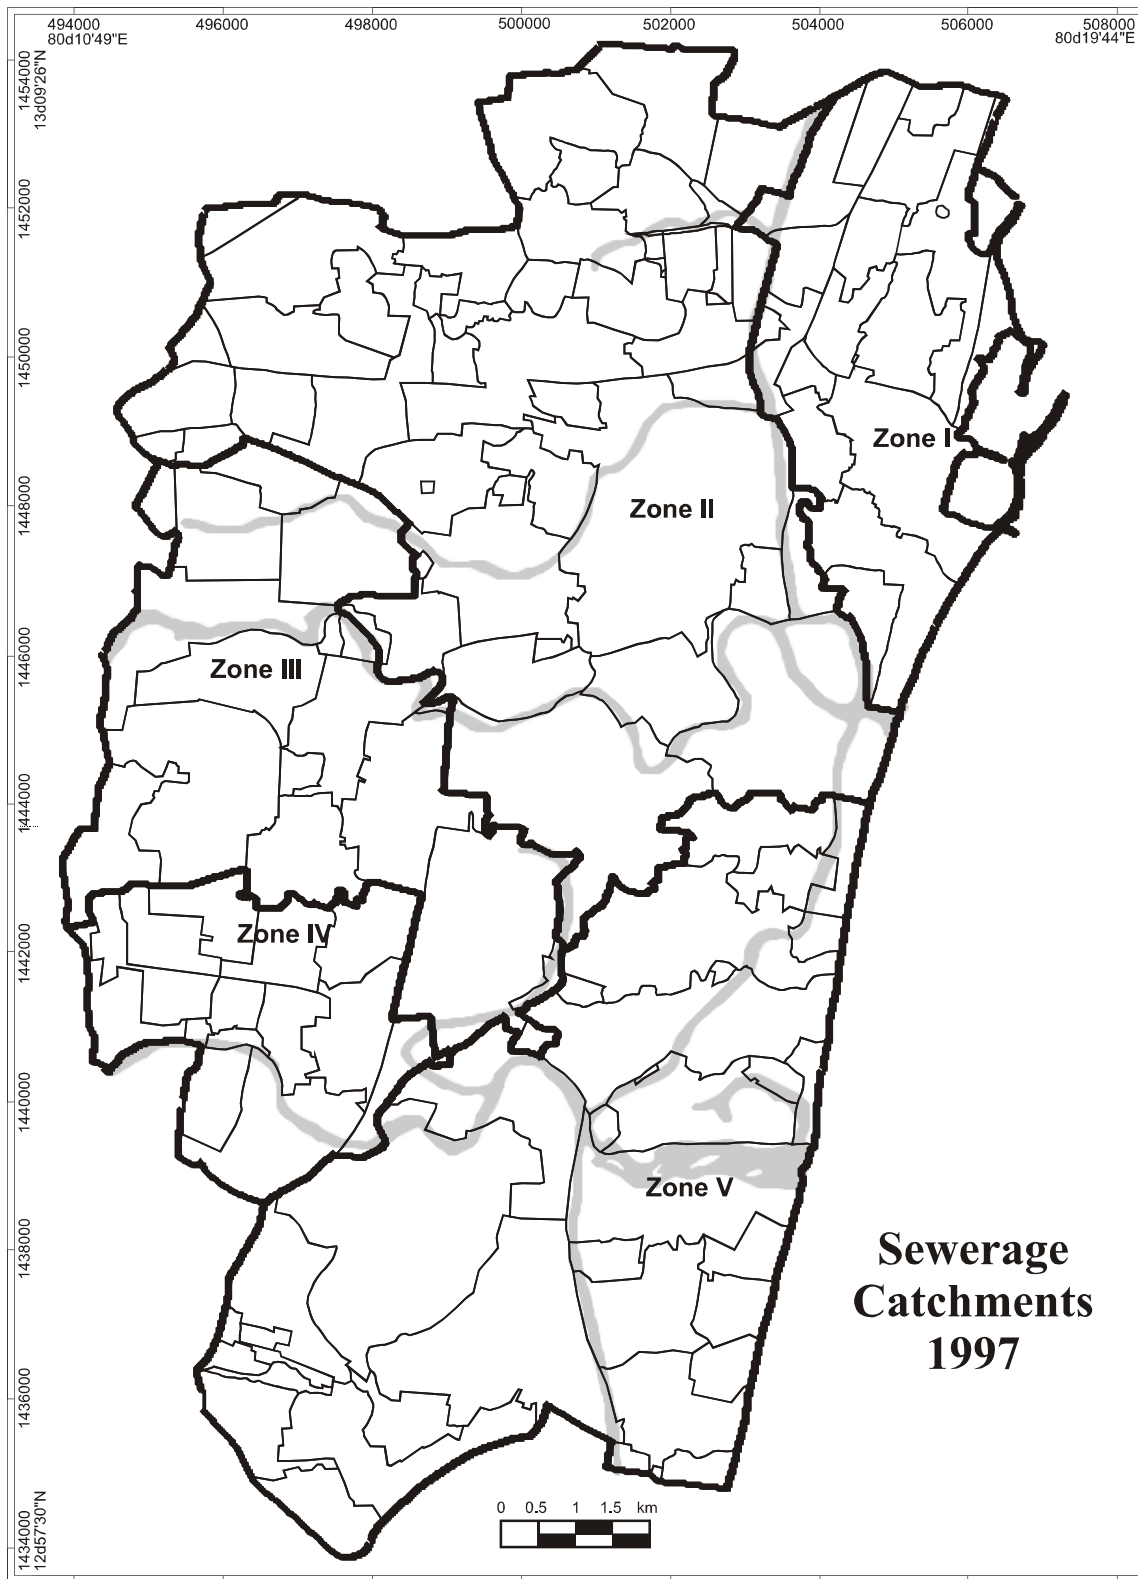 494000 496000 498000 500000 502000 504000 506000 508000
80d10'49"E 80d19'44"E
1454000
13d09'26"N
1452000
1450000
Zone I
1448000
Zone II
1446000
Zone III
1444000
1442000
Zone IV
1440000
Zone V
1438000
Sewerage
Catchments
1997
1436000
1434000
12d57'30"N
0 0.5 1 1.5 km